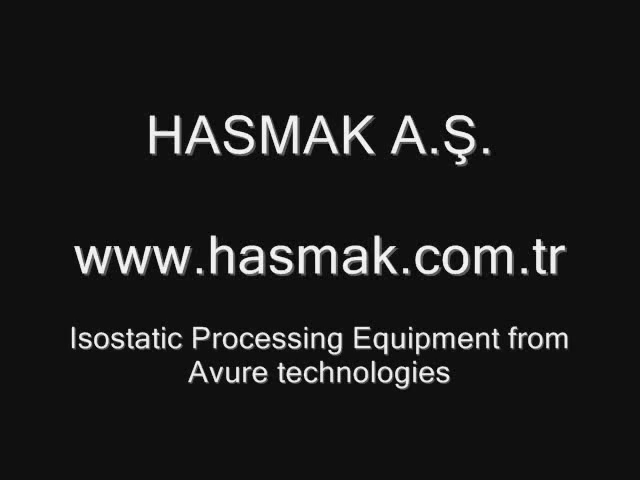 HASMAK A.Ş.
www.hasmak.com.tr
Isostatic Processing Equipment from
Avure technologies